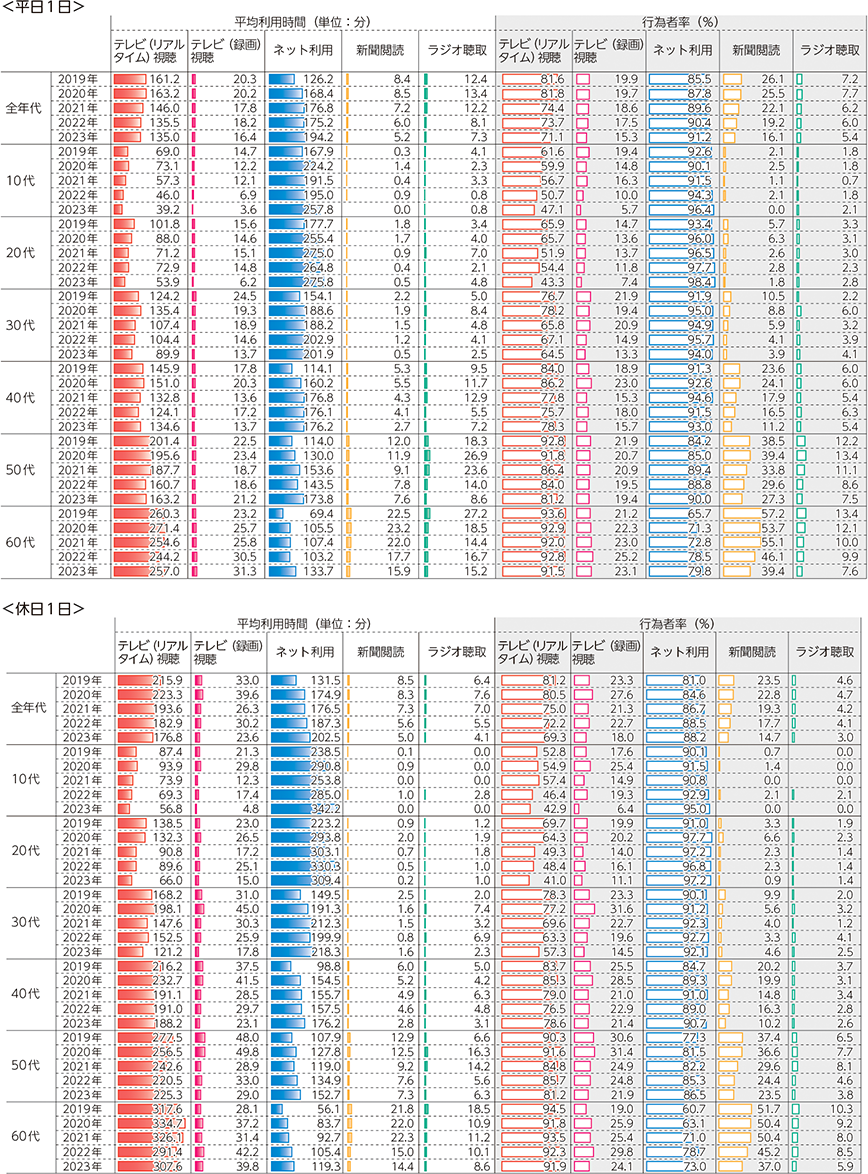 ＜平日１日＞
平均利用時間（単位：分） 行為者率（%）
テレビ（リアルタイム）視聴 テレビ（録画）視聴 ネット利用 新聞閲読 ラジオ聴取 テレビ（リアルタイム）視聴 テレビ（録画）視聴 ネット利用 新聞閲読 ラジオ聴取
全年代 2019年 161.2 20.3 126.2 8.4 12.4 81.6 19.9 85.5 26.1 7.2
2020年 163.2 20.2 168.4 8.5 13.4 81.8 19.7 87.8 25.5 7.7
2021年 146.0 17.8 176.8 7.2 12.2 74.4 18.6 89.6 22.1 6.2
2022年 135.5 18.2 175.2 6.0 8.1 73.7 17.5 90.4 19.2 6.0
2023年 135.0 16.4 194.2 5.2 7.3 71.1 15.3 91.2 16.1 5.4
10代 2019年 69.0 14.7 167.9 0.3 4.1 61.6 19.4 92.6 2.1 1.8
2020年 73.1 12.2 224.2 1.4 2.3 59.9 14.8 90.1 2.5 1.8
2021年 57.3 12.1 191.5 0.4 3.3 56.7 16.3 91.5 1.1 0.7
2022年 46.0 6.9 195.0 0.9 0.8 50.7 10.0 94.3 2.1 1.8
2023年 39.2 3.6 257.8 0.0 0.8 47.1 5.7 96.4 0.0 2.1
20代 2019年 101.8 15.6 177.7 1.8 3.4 65.9 14.7 93.4 5.7 3.3
2020年 88.0 14.6 255.4 1.7 4.0 65.7 13.6 96.0 6.3 3.1
2021年 71.2 15.1 275.0 0.9 7.0 51.9 13.7 96.5 2.6 3.0
2022年 72.9 14.8 264.8 0.4 2.1 54.4 11.8 97.7 2.8 2.3
2023年 53.9 6.2 275.8 0.5 4.8 43.3 7.4 98.4 1.8 2.8
30代 2019年 124.2 24.5 154.1 2.2 5.0 76.7 21.9 91.9 10.5 2.2
2020年 135.4 19.3 188.6 1.9 8.4 78.2 19.4 95.0 8.8 6.0
2021年 107.4 18.9 188.2 1.5 4.8 65.8 20.9 94.9 5.9 3.2
2022年 104.4 14.6 202.9 1.2 4.1 67.1 14.9 95.7 4.1 3.9
2023年 89.9 13.7 201.9 0.5 2.5 64.5 13.3 94.0 3.9 4.1
40代 2019年 145.9 17.8 114.1 5.3 9.5 84.0 18.9 91.3 23.6 6.0
2020年 151.0 20.3 160.2 5.5 11.7 86.2 23.0 92.6 24.1 6.0
2021年 132.8 13.6 176.8 4.3 12.9 77.8 15.3 94.6 17.9 5.4
2022年 124.1 17.2 176.1 4.1 5.5 75.7 18.0 91.5 16.5 6.3
2023年 134.6 13.7 176.2 2.7 7.2 78.3 15.7 93.0 11.2 5.4
50代 2019年 201.4 22.5 114.0 12.0 18.3 92.8 21.9 84.2 38.5 12.2
2020年 195.6 23.4 130.0 11.9 26.9 91.8 20.7 85.0 39.4 13.4
2021年 187.7 18.7 153.6 9.1 23.6 86.4 20.9 89.4 33.8 11.1
2022年 160.7 18.6 143.5 7.8 14.0 84.0 19.5 88.8 29.6 8.6
2023年 163.2 21.2 173.8 7.6 8.6 81.2 19.4 90.0 27.3 7.5
60代 2019年 260.3 23.2 69.4 22.5 27.2 93.6 21.2 65.7 57.2 13.4
2020年 271.4 25.7 105.5 23.2 18.5 92.9 22.3 71.3 53.7 12.1
2021年 254.6 25.8 107.4 22.0 14.4 92.0 23.0 72.8 55.1 10.0
2022年 244.2 30.5 103.2 17.7 16.7 92.8 25.2 78.5 46.1 9.9
2023年 257.0 31.3 133.7 15.9 15.2 91.5 23.1 79.8 39.4 7.6
＜休日１日＞
平均利用時間（単位：分） 行為者率（%）
テレビ（リアルタイム）視聴 テレビ（録画）視聴 ネット利用 新聞閲読 ラジオ聴取 テレビ（リアルタイム）視聴 テレビ（録画）視聴 ネット利用 新聞閲読 ラジオ聴取
全年代 2019年 215.9 33.0 131.5 8.5 6.4 81.2 23.3 81.0 23.5 4.6
2020年 223.3 39.6 174.9 8.3 7.6 80.5 27.6 84.6 22.8 4.7
2021年 193.6 26.3 176.5 7.3 7.0 75.0 21.3 86.7 19.3 4.2
2022年 182.9 30.2 187.3 5.6 5.5 72.2 22.7 88.5 17.7 4.1
2023年 176.8 23.6 202.5 5.0 4.1 69.3 18.0 88.2 14.7 3.0
10代 2019年 87.4 21.3 238.5 0.1 0.0 52.8 17.6 90.1 0.7 0.0
2020年 93.9 29.8 290.8 0.9 0.0 54.9 25.4 91.5 1.4 0.0
2021年 73.9 12.3 253.8 0.0 0.0 57.4 14.9 90.8 0.0 0.0
2022年 69.3 17.4 285.0 1.0 2.8 46.4 19.3 92.9 2.1 2.1
2023年 56.8 4.8 342.2 0.0 0.0 42.9 6.4 95.0 0.0 0.0
20代 2019年 138.5 23.0 223.2 0.9 1.2 69.7 19.9 91.0 3.3 1.9
2020年 132.3 26.5 293.8 2.0 1.9 64.3 20.2 97.7 6.6 2.3
2021年 90.8 17.2 303.1 0.7 1.8 49.3 14.0 97.2 2.3 1.4
2022年 89.6 25.1 330.3 0.5 1.0 48.4 16.1 96.8 2.3 1.4
2023年 66.0 15.0 309.4 0.2 1.0 41.0 11.1 97.2 0.9 1.4
30代 2019年 168.2 31.0 149.5 2.5 2.0 78.3 23.3 90.1 9.9 2.0
2020年 198.1 45.0 191.3 1.6 7.4 77.2 31.6 91.2 5.6 3.2
2021年 147.6 30.3 212.3 1.5 3.2 69.6 22.7 92.3 4.0 1.2
2022年 152.5 25.9 199.9 0.8 6.9 63.3 19.6 92.7 3.3 4.1
2023年 121.2 17.8 218.3 1.6 2.3 57.3 14.5 92.1 4.6 2.5
40代 2019年 216.2 37.5 98.8 6.0 5.0 83.7 25.5 84.7 20.2 3.7
2020年 232.7 41.5 154.5 5.2 4.2 85.3 28.5 89.3 19.9 3.1
2021年 191.1 28.5 155.7 4.9 6.3 79.0 21.0 91.0 14.8 3.4
2022年 191.0 29.7 157.5 4.6 4.8 76.5 22.9 89.0 16.3 2.8
2023年 188.2 23.1 176.2 2.8 3.1 78.6 21.4 90.7 10.2 2.6
50代 2019年 277.5 48.0 107.9 12.9 6.6 90.3 30.6 77.3 37.4 6.5
2020年 256.5 49.8 127.8 12.5 16.3 91.6 31.4 81.5 36.6 7.7
2021年 242.6 28.9 119.0 9.2 14.2 84.8 24.9 82.2 29.6 8.1
2022年 220.5 33.0 134.9 7.6 5.6 85.7 24.8 85.3 24.4 4.6
2023年 225.3 29.0 152.7 7.3 6.3 81.2 21.9 86.5 23.5 3.8
60代 2019年 317.6 28.1 56.1 21.8 18.5 94.5 19.0 60.7 51.7 10.3
2020年 334.7 37.2 83.7 22.0 10.9 91.8 25.9 63.1 50.4 9.2
2021年 326.1 31.4 92.7 22.3 11.2 93.5 25.4 71.0 50.4 8.0
2022年 291.4 42.2 105.4 15.0 10.1 92.3 29.8 78.7 45.2 8.5
2023年 307.6 39.8 119.3 14.4 8.6 91.9 24.1 73.0 37.0 5.2